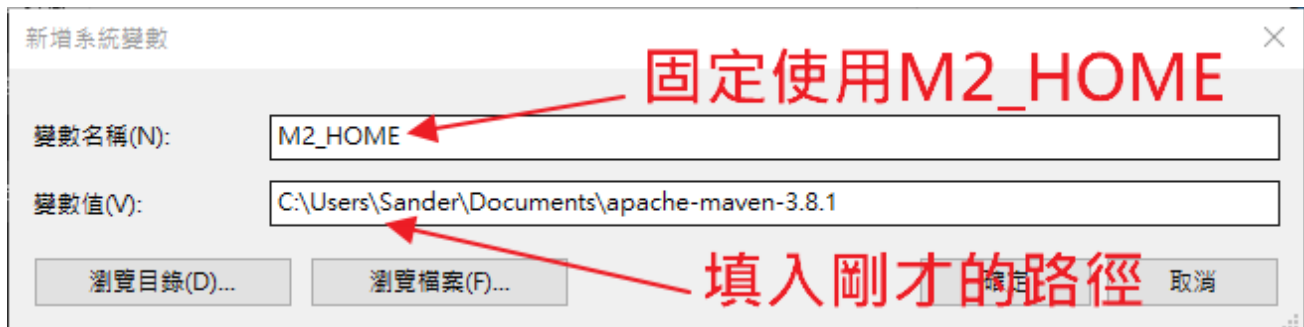 新增系統變數
固定使用M2_HOME
變數名稱(N):
M2_HOME
變數值(V):
C:\Users\Sander\Documents\apache-maven-3.8.1
瀏覽目錄(D)...
瀏覽檔案(F)...
填入剛才的路徑
確定
取消